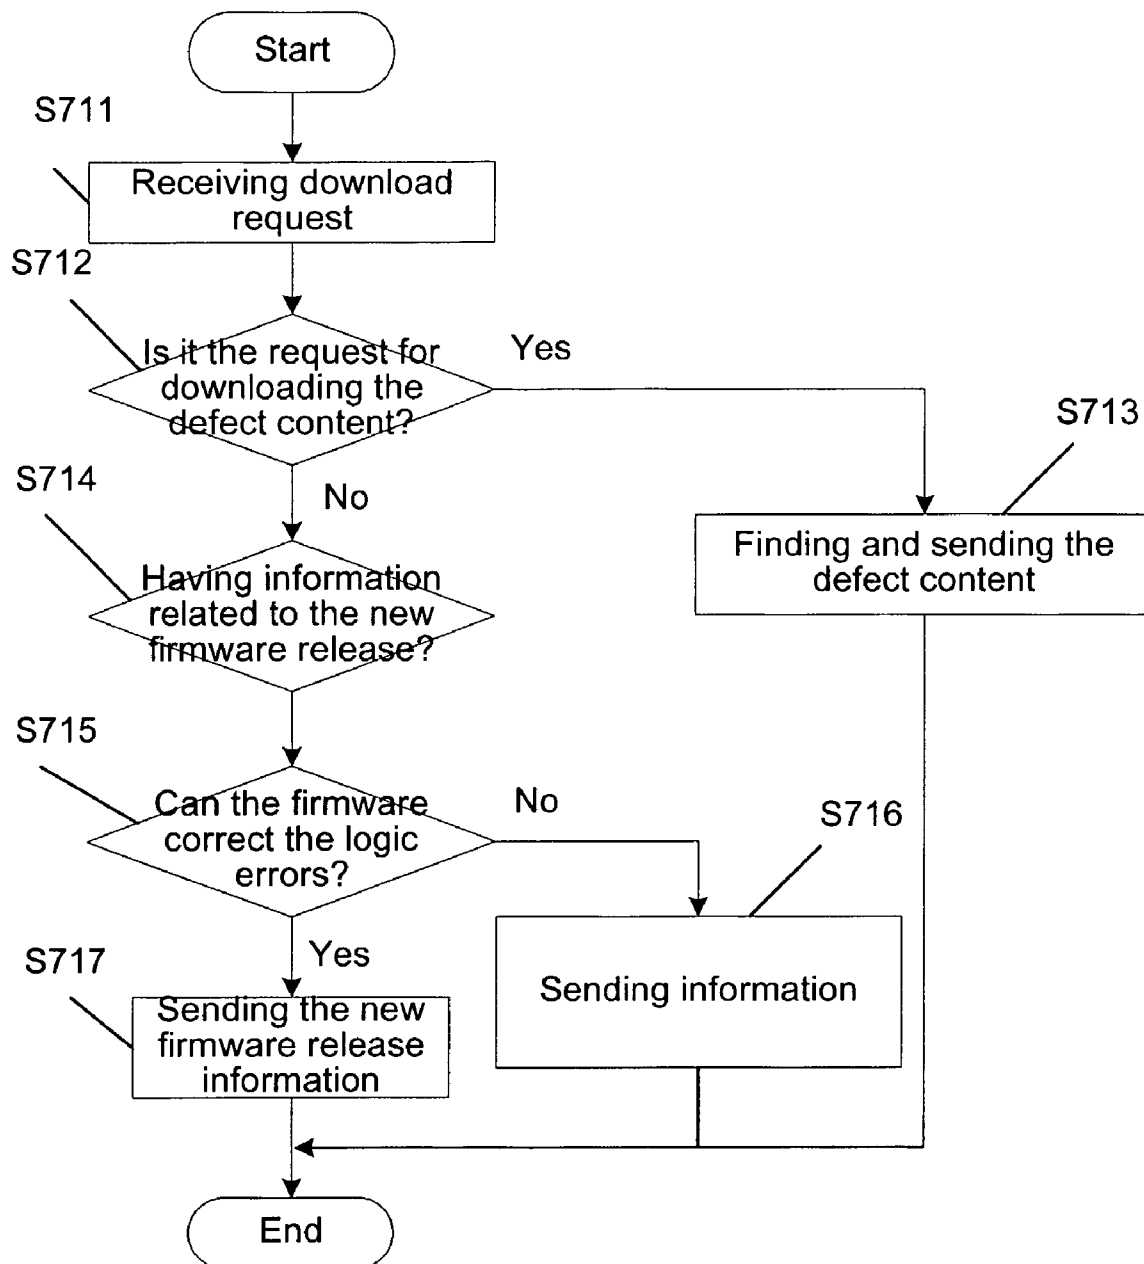 Start
S711
Receiving download
request
S712
Is it the request for
downloading the
defect content?
Yes
S713
Finding and sending the
defect content
No
S714
Having information
related to the new
firmware release?
S715
Can the firmware
correct the logic
errors?
No
S716
Sending information
Yes
S717
Sending the new
firmware release
information
End